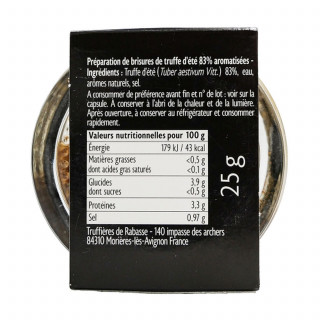 Préparation de brisures de truffe d'été 83% aromatisées -
Ingrédients : Truffe d'été (Tuber aestivum Vitt.) 83%, eau,
arômes naturels, sel.
A consommer de préférence avant fin et n° de lot : voir sur la
capsule. À conserver à l'abri de la chaleur et de la lumière.
Après ouverture, à conserver au réfrigérateur et consommer
rapidement.
Valeurs nutritionnelles pour 100 g
Énergie 179 kJ / 43 kcal
Matières grasses <0,5 g
dont acides gras saturés <0,1 g
Glucides 3,9 g
dont sucres <0,5 g
Protéines 3,3 g
Sel 0,97 g
25 g
Truffières de Rabasse - 140 impasse des archers
84310 Morières-lès-Avignon France